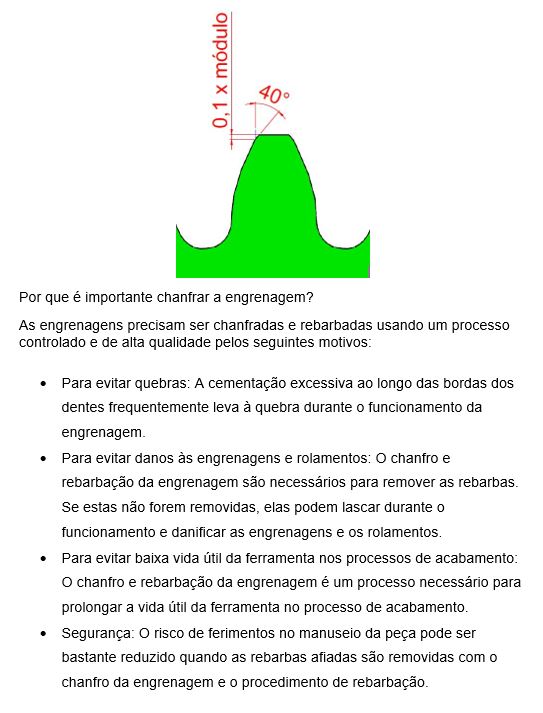 0,1 x módulo
40°
Por que é importante chanfrar a engrenagem?
As engrenagens precisam ser chanfradas e rebarbadas usando um processo
controlado e de alta qualidade pelos seguintes motivos:
• Para evitar quebras: A cementação excessiva ao longo das bordas dos
dentes frequentemente leva à quebra durante o funcionamento da
engrenagem.
• Para evitar danos às engrenagens e rolamentos: O chanfro e
rebarbação da engrenagem são necessários para remover as rebarbas.
Se estas não forem removidas, elas podem lascar durante o
funcionamento e danificar as engrenagens e os rolamentos.
• Para evitar baixa vida útil da ferramenta nos processos de acabamento:
O chanfro e rebarbação da engrenagem é um processo necessário para
prolongar a vida útil da ferramenta no processo de acabamento.
• Segurança: O risco de ferimentos no manuseio da peça pode ser
bastante reduzido quando as rebarbas afiadas são removidas com o
chanfro da engrenagem e o procedimento de rebarbação.